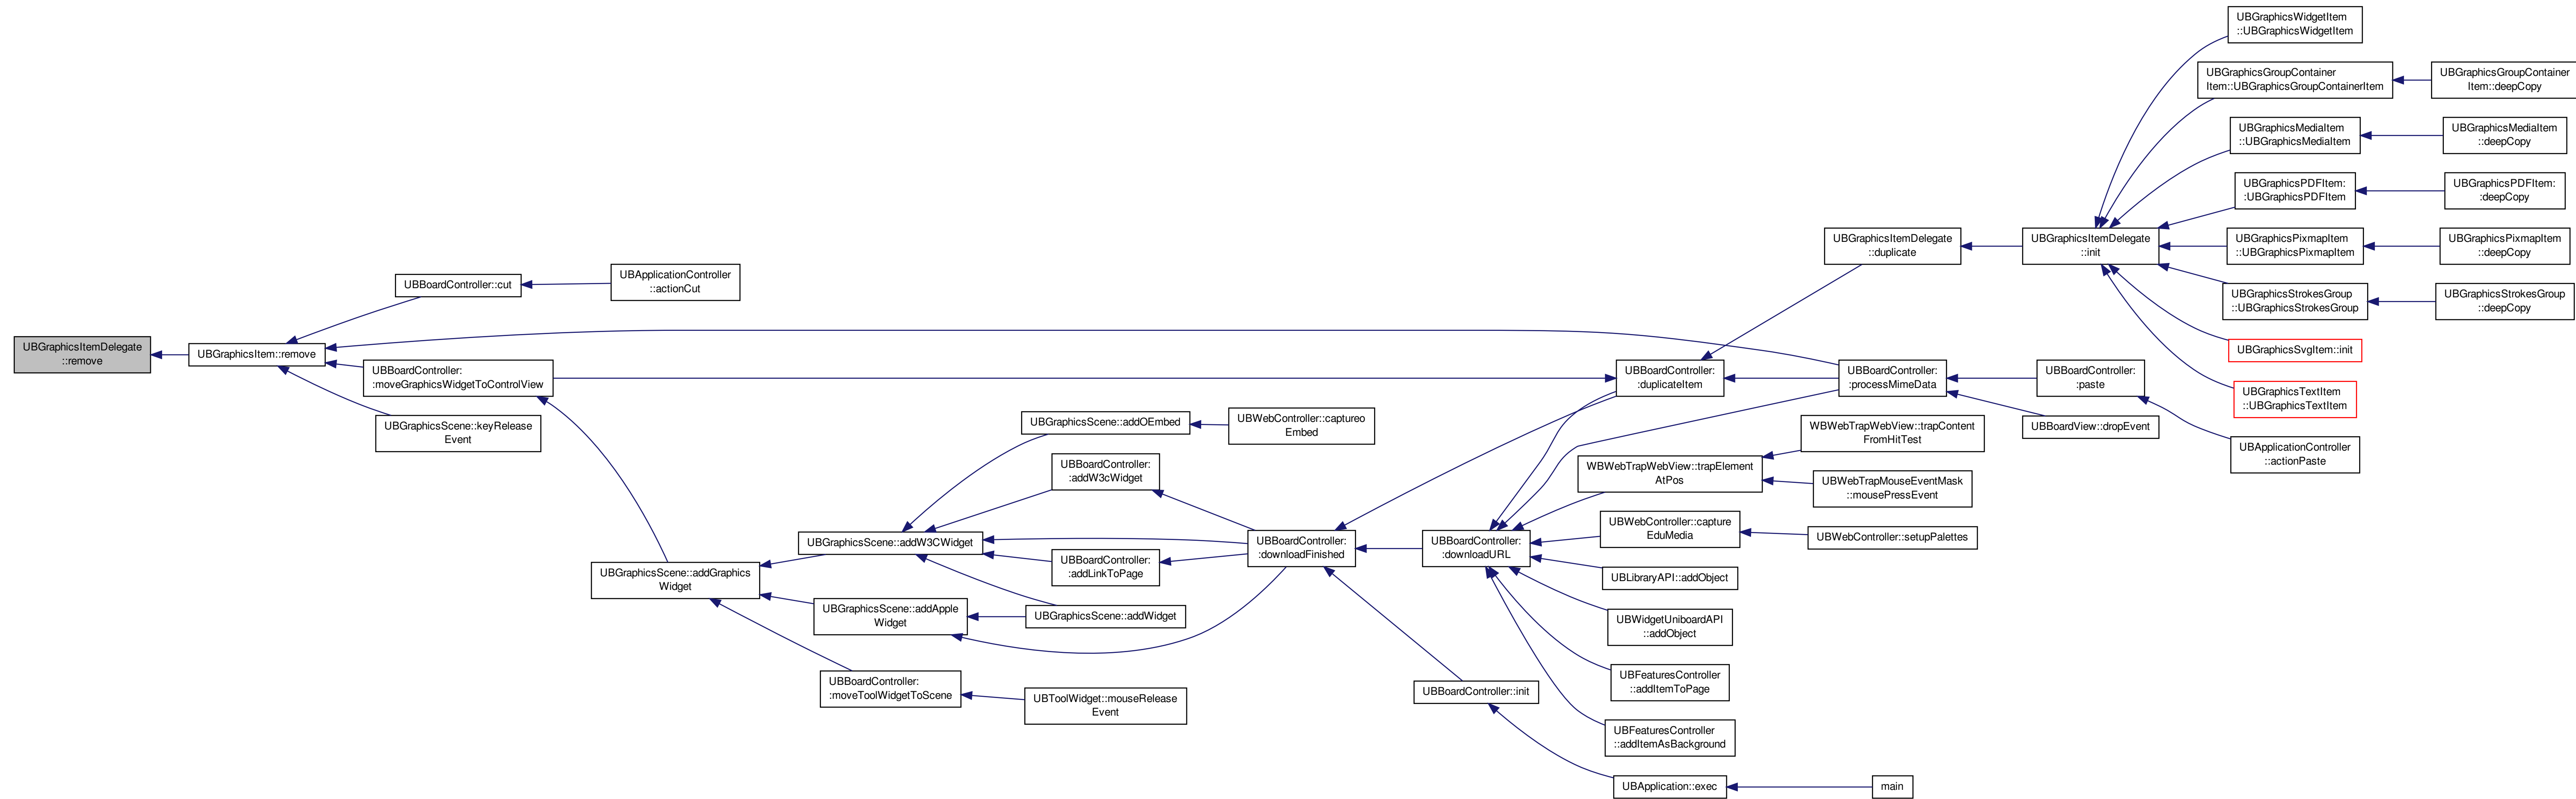 UBGraphicsItemDelegate
::remove
UBGraphicsItem::remove
UBBoardController::cut
UBApplicationController
::actionCut
UBBoardController:
:moveGraphicsWidgetToControlView
UBGraphicsScene::keyRelease
Event
UBGraphicsScene::addGraphics
Widget
UBGraphicsScene::addW3CWidget
UBGraphicsScene::addApple
Widget
UBBoardController:
:moveToolWidgetToScene
UBGraphicsScene::addOEmbed
UBWebController::captureo
Embed
UBBoardController:
:addW3cWidget
UBBoardController:
:addLinkToPage
UBGraphicsScene::addWidget
UBToolWidget::mouseRelease
Event
UBBoardController:
:downloadFinished
UBBoardController:
:downloadURL
UBBoardController::init
UBApplication::exec
main
UBBoardController:
:duplicateItem
UBGraphicsItemDelegate
::duplicate
UBBoardController:
:processMimeData
WBWebTrapWebView::trapElement
AtPos
WBWebTrapWebView::trapContent
FromHitTest
UBWebTrapMouseEventMask
::mousePressEvent
UBWebController::capture
EduMedia
UBWebController::setupPalettes
UBLibraryAPI::addObject
UBWidgetUniboardAPI
::addObject
UBFeaturesController
::addItemToPage
UBFeaturesController
::addItemAsBackground
UBBoardController:
:paste
UBBoardView::dropEvent
UBApplicationController
::actionPaste
UBGraphicsItemDelegate
::init
UBGraphicsWidgetItem
::UBGraphicsWidgetItem
UBGraphicsGroupContainer
Item::UBGraphicsGroupContainerItem
UBGraphicsGroupContainer
Item::deepCopy
UBGraphicsMediaItem
::UBGraphicsMediaItem
UBGraphicsMediaItem
::deepCopy
UBGraphicsPDFItem:
:UBGraphicsPDFItem
UBGraphicsPDFItem:
:deepCopy
UBGraphicsPixmapItem
::UBGraphicsPixmapItem
UBGraphicsPixmapItem
::deepCopy
UBGraphicsStrokesGroup
::UBGraphicsStrokesGroup
UBGraphicsStrokesGroup
::deepCopy
UBGraphicsSvgItem::init
UBGraphicsTextItem
::UBGraphicsTextItem